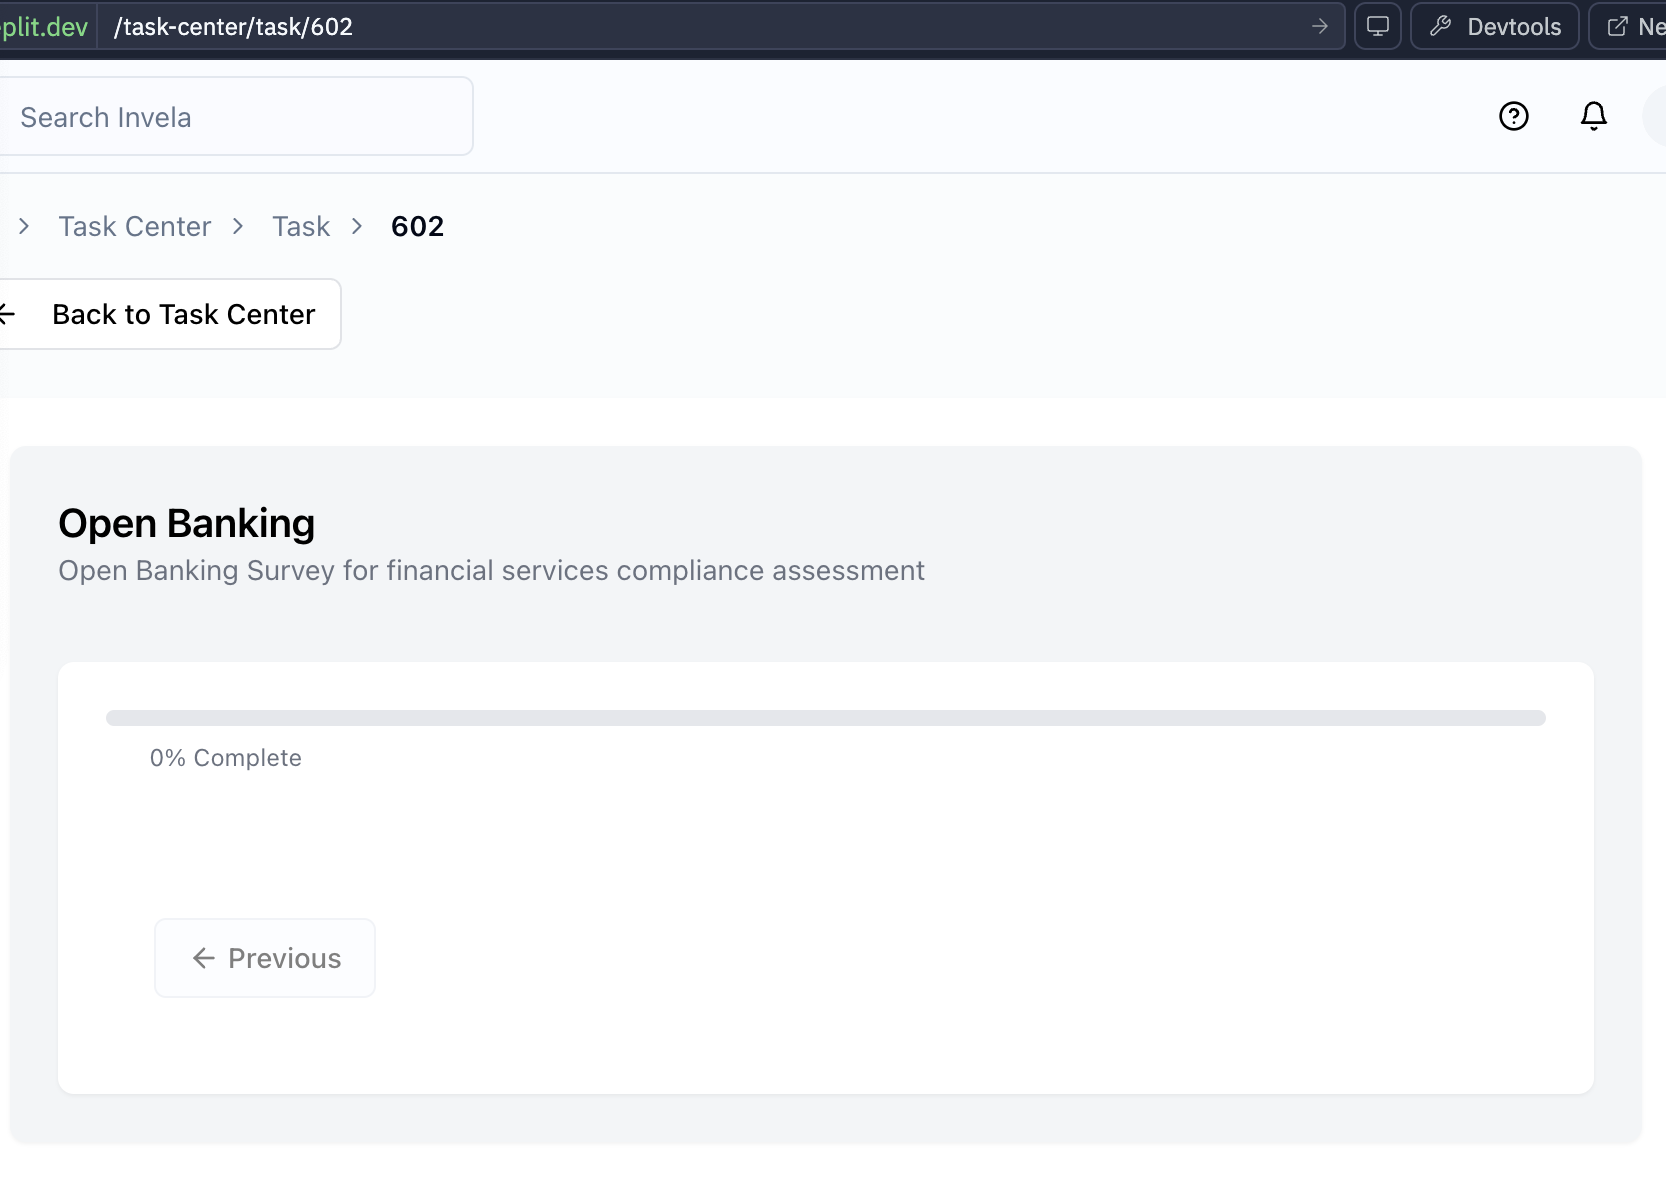 plit.dev /task-center/task/602 Devtools Ne
Search Invela
Task Center Task 602
Back to Task Center
Open Banking
Open Banking Survey for financial services compliance assessment
0% Complete
Previous